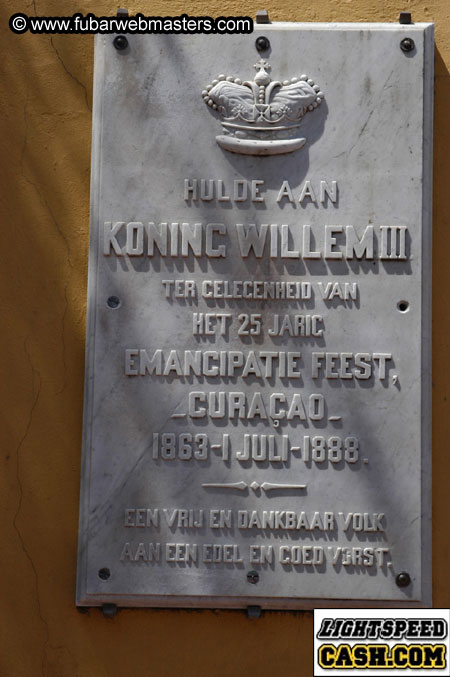 © www.fubarwebmasters.com
HULDE AAN
KONING WILLEM III
TER GELEGENHEID VAN
HET 25 JARIG
EMANCIPATIE FEEST,
_CURAÇAO_
1863-1 JULI-1888.
EEN VRIJ EN DANKBAAR VOLK
AAN EEN EDEL EN GOED VORST.
LIGHTSPEED
CASH.COM